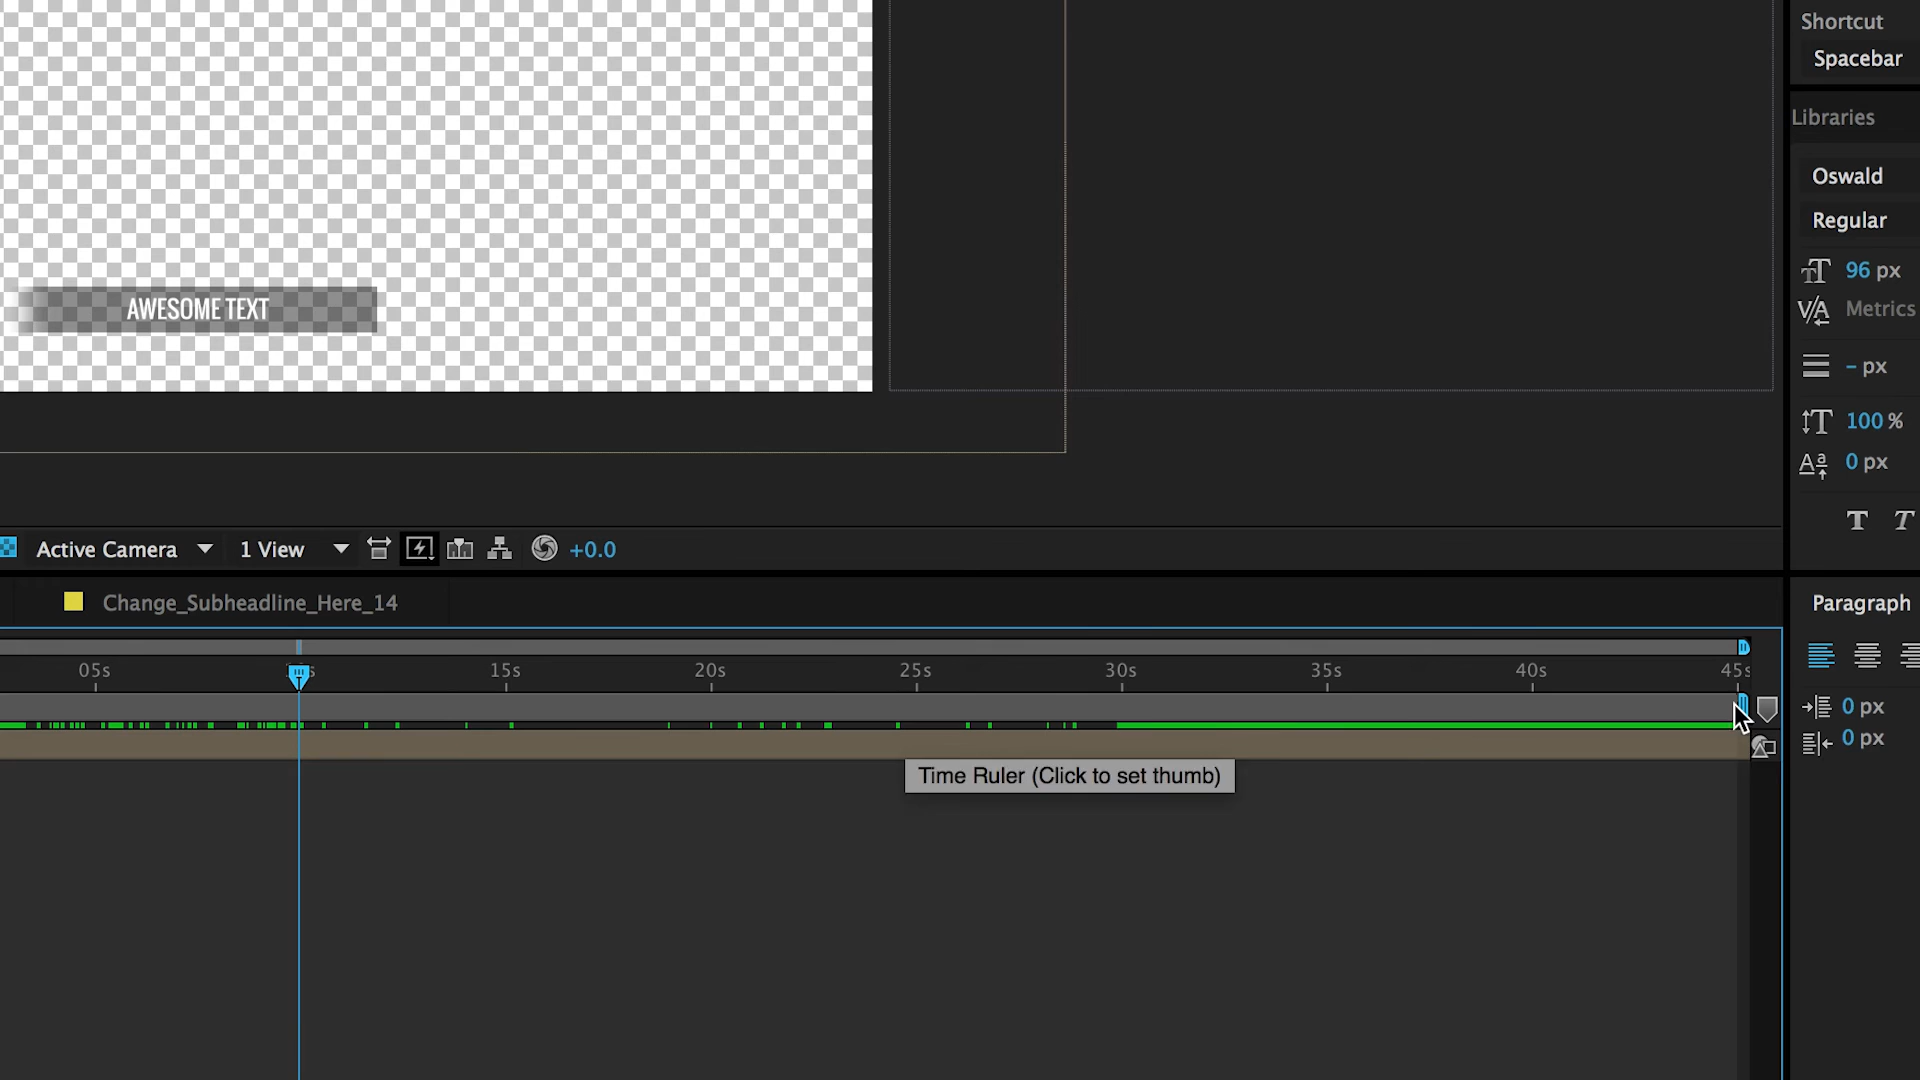 Shortcut
Spacebar
Libraries
Oswald
Regular
96 px
Metrics
AWESOME TEXT
- px
100 %
0 px
Active Camera
1 View
+0.0
Change_Subheadline_Here_14
Paragraph
05s
15s
20s
25s
30s
35s
40s
45s
0 px
0 px
Time Ruler (Click to set thumb)